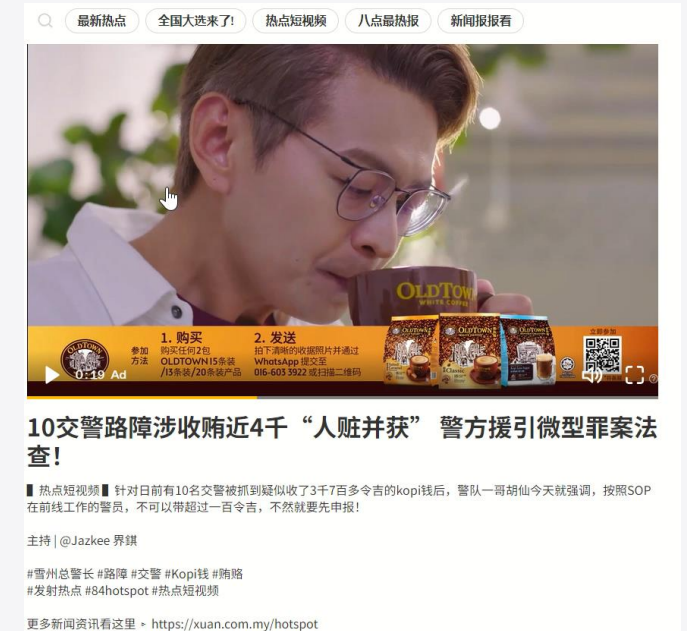 最新热点 全国大选来了! 热点短视频 八点最热报 新闻报报看
OLDTOWN
WHITE COFFEE
OLDTOWN
参加
方法
1. 购买
购买任何2包
OLDTOWN 15条装
/13条装/20条装产品
2. 发送
拍下清晰的收据照片并通过
WhatsApp 提交至
016-603 3922 或扫描二维码
OLDTOWN
OLDTOWN
Classic
OLDTOWN
立即参加
0:19 Ad
10交警路障涉收贿近4千“人赃并获” 警方援引微型罪案法
查！
▌热点短视频▌针对日前有10名交警被抓到疑似收了3千7百多令吉的kopi钱后，警队一哥胡仙今天就强调，按照SOP
在前线工作的警员，不可以带超过一百令吉，不然就要先申报！
主持 | @Jazkee 界錤
#雪州总警长 #路障 #交警 #Kopi钱 #贿赂
#发射热点 #84hotspot #热点短视频
更多新闻资讯看这里 ▸ https://xuan.com.my/hotspot